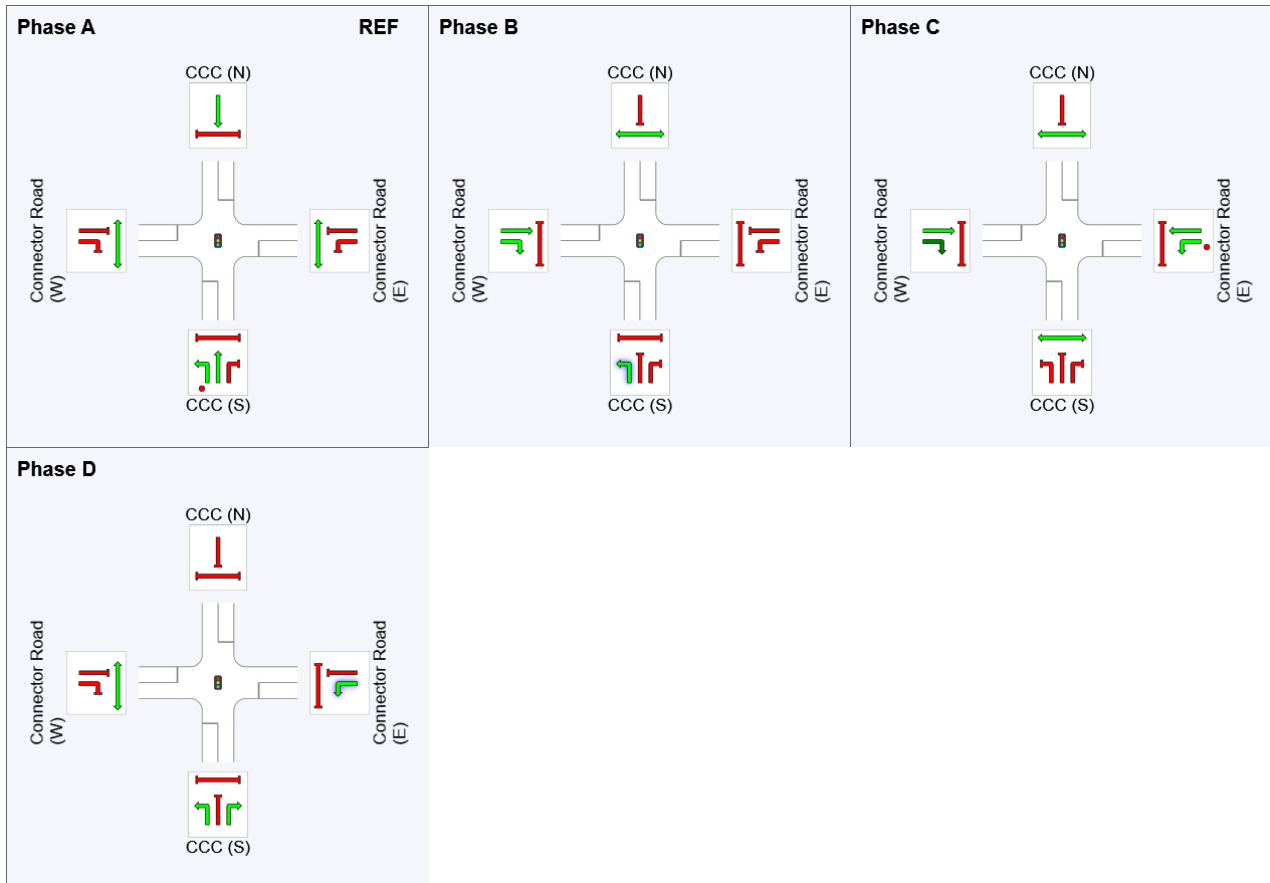 Phase A
REF
CCC (N)
Connector Road
(W)
Connector Road
(E)
CCC (S)
Phase B
CCC (N)
Connector Road
(W)
Connector Road
(E)
CCC (S)
Phase C
CCC (N)
Connector Road
(W)
Connector Road
(E)
CCC (S)
Phase D
CCC (N)
Connector Road
(W)
Connector Road
(E)
CCC (S)